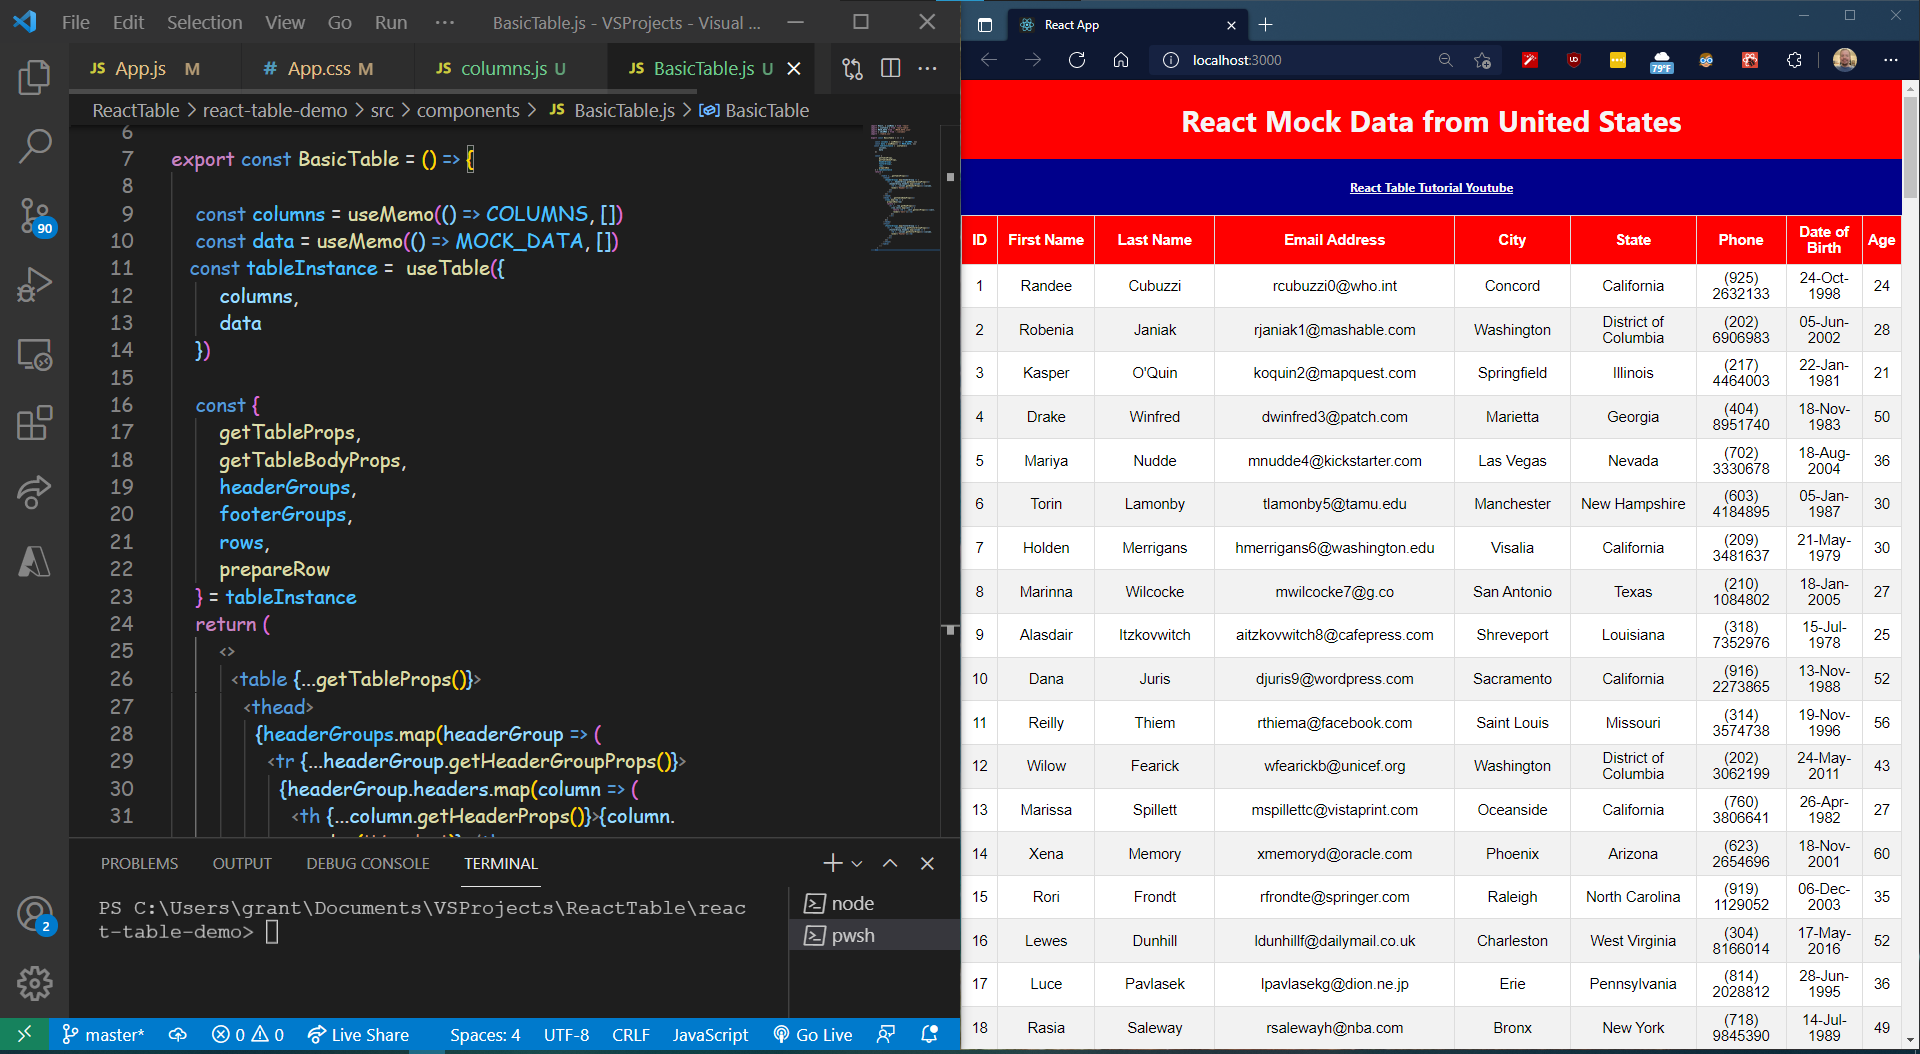 File Edit Selection View Go Run ··· BasicTable.js - VSProjects - Visual ...
JS App.js M # App.css M JS columns.js U JS BasicTable.js U
ReactTable > react-table-demo > src > components > JS BasicTable.js > BasicTable
6
7 export const BasicTable = () => {
8
9 const columns = useMemo(() => COLUMNS, [])
10 const data = useMemo(() => MOCK_DATA, [])
11 const tableInstance = useTable({
12 columns,
13 data
14 })
15
16 const {
17 getTableProps,
18 getTableBodyProps,
19 headerGroups,
20 footerGroups,
21 rows,
22 prepareRow
23 } = tableInstance
24 return (
25 <>
26 <table {...getTableProps()}>
27 <thead>
28 {headerGroups.map(headerGroup => (
29 <tr {...headerGroup.getHeaderGroupProps()}>
30 {headerGroup.headers.map(column => (
31 <th {...column.getHeaderProps()}>{column.
90
2
PROBLEMS OUTPUT DEBUG CONSOLE TERMINAL
PS C:\Users\grant\Documents\VSProjects\ReactTable\reac
t-table-demo>
node
pwsh
master* 0 0 Live Share Spaces: 4 UTF-8 CRLF JavaScript Go Live
React App
localhost:3000
79°F
React Mock Data from United States
React Table Tutorial Youtube
ID First Name Last Name Email Address City State Phone Date of Birth Age
1 Randee Cubuzzi rcubuzzi0@who.int Concord California (925) 2632133 24-Oct-1998 24
2 Robenia Janiak rjaniak1@mashable.com Washington District of Columbia (202) 6906983 05-Jun-2002 28
3 Kasper O'Quin koquin2@mapquest.com Springfield Illinois (217) 4464003 22-Jan-1981 21
4 Drake Winfred dwinfred3@patch.com Marietta Georgia (404) 8951740 18-Nov-1983 50
5 Mariya Nudde mnudde4@kickstarter.com Las Vegas Nevada (702) 3330678 18-Aug-2004 36
6 Torin Lamonby tlamonby5@tamu.edu Manchester New Hampshire (603) 4184895 05-Jan-1987 30
7 Holden Merrigans hmerrigans6@washington.edu Visalia California (209) 3481637 21-May-1979 30
8 Marinna Wilcocke mwilcocke7@g.co San Antonio Texas (210) 1084802 18-Jan-2005 27
9 Alasdair Itzkovwitch aitzkovwitch8@cafepress.com Shreveport Louisiana (318) 7352976 15-Jul-1978 25
10 Dana Juris djuris9@wordpress.com Sacramento California (916) 2273865 13-Nov-1988 52
11 Reilly Thiem rthiema@facebook.com Saint Louis Missouri (314) 3574738 19-Nov-1996 56
12 Wilow Fearick wfearickb@unicef.org Washington District of Columbia (202) 3062199 24-May-2011 43
13 Marissa Spillett mspillettc@vistaprint.com Oceanside California (760) 3806641 26-Apr-1982 27
14 Xena Memory xmemoryd@oracle.com Phoenix Arizona (623) 2654696 18-Nov-2001 60
15 Rori Frondt rfrondte@springer.com Raleigh North Carolina (919) 1129052 06-Dec-2003 35
16 Lewes Dunhill ldunhillf@dailymail.co.uk Charleston West Virginia (304) 8166014 17-May-2016 52
17 Luce Pavlasek lpavlasekg@dion.ne.jp Erie Pennsylvania (814) 2028812 28-Jun-1995 36
18 Rasia Saleway rsalewayh@nba.com Bronx New York (718) 9845390 14-Jul-1989 49